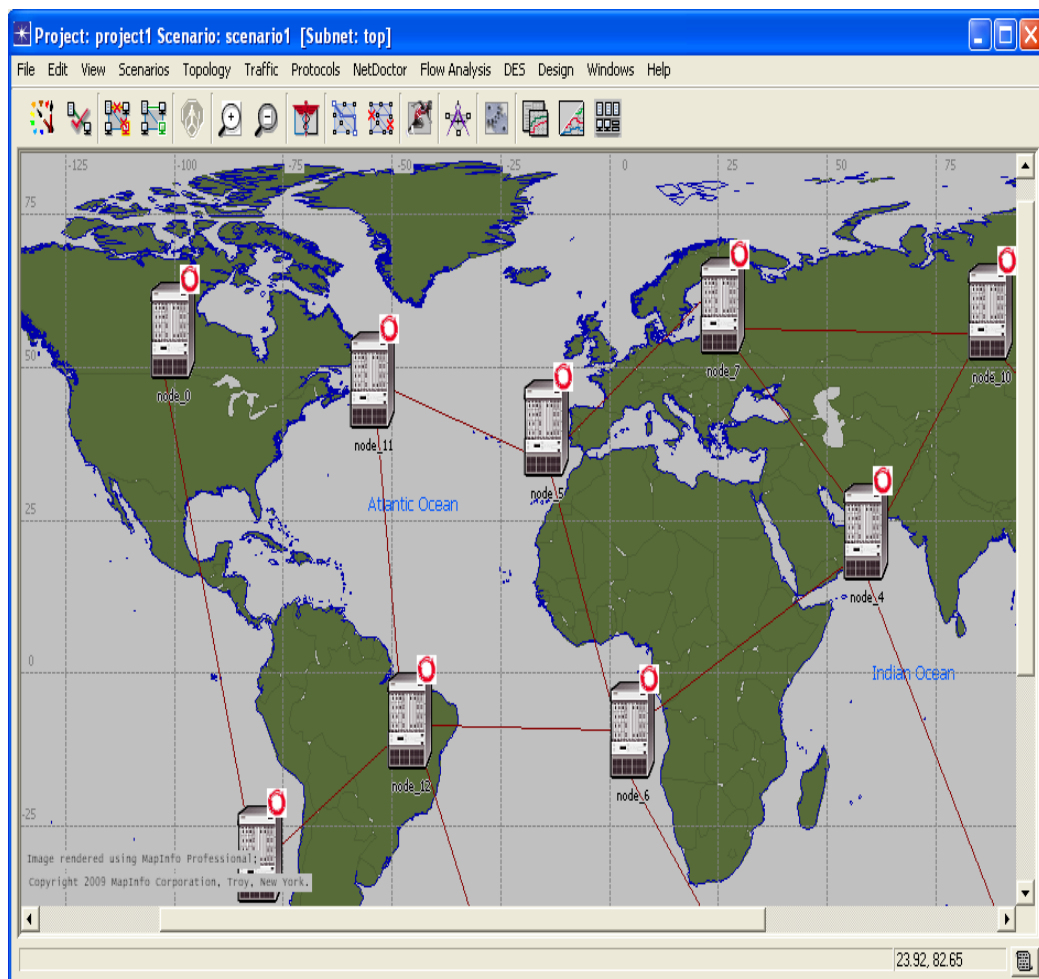 Project: project1 Scenario: scenario1 [Subnet: top]
File Edit View Scenarios Topology Traffic Protocols NetDoctor Flow Analysis DES Design Windows Help
-125 -100 -75 -50 -25 0 25 50 75
75
node_7
50
node_10
node_0
node_11
node_5
Atlantic Ocean
25
node_4
0
Indian Ocean
node_12
node_6
-25
Image rendered using MapInfo Professional;
Copyright 2009 MapInfo Corporation, Troy, New York.
23.92, 82.65